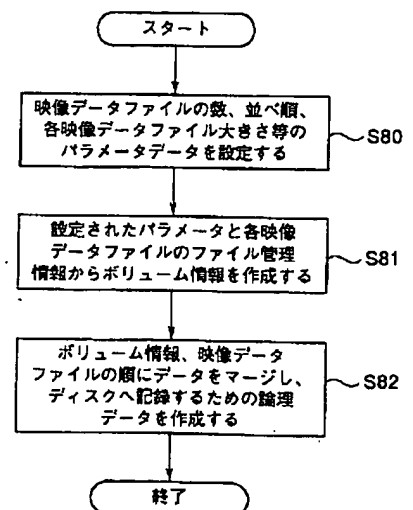 スタート
映像データファイルの数、並べ順、
各映像データファイル大きさ等の
パラメータデータを設定する
S80
設定されたパラメータと各映像
データファイルのファイル管理
情報からボリューム情報を作成する
S81
ボリューム情報、映像データ
ファイルの順にデータをマージし、
ディスクへ記録するための論理
データを作成する
S82
終了